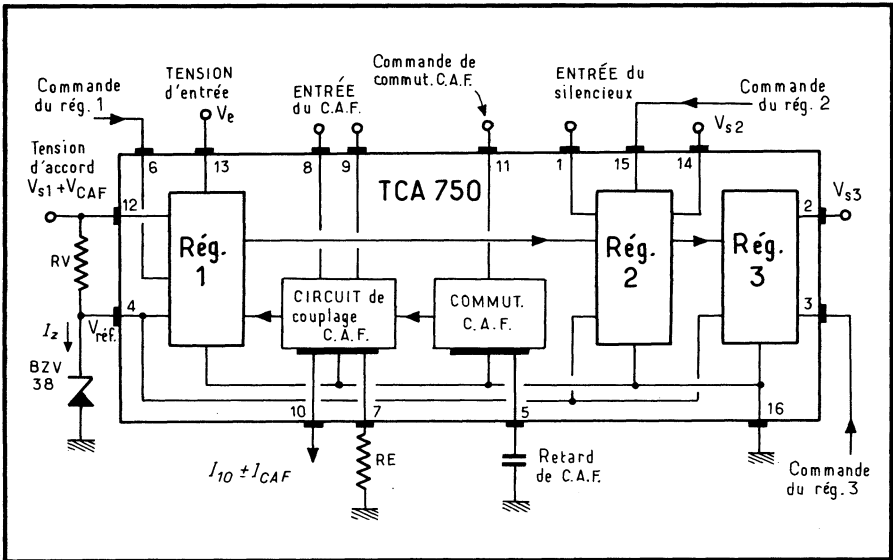 Commande
du rég. 1
TENSION
d'entrée
Ve
ENTRÉE
du C.A.F.
Commande de
commut. C.A.F.
ENTRÉE du
silencieux
Commande
du rég. 2
Vs2
Tension
d'accord
Vs1 + VCAF
6
13
8
9
11
1
15
14
TCA 750
12
2
Vs3
Rég.
1
Rég.
2
Rég.
3
RV
CIRCUIT de
couplage
C.A.F.
COMMUT.
C.A.F.
4
3
Iz
Vréf.
BZV
38
10
7
5
16
I10 ± ICAF
RE
Retard
de C.A.F.
Commande
du rég. 3